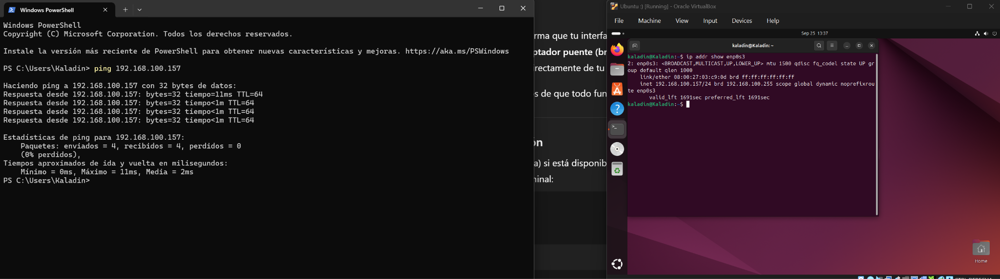 Windows PowerShell
Windows PowerShell
Copyright (C) Microsoft Corporation. Todos los derechos reservados.
Instale la versión más reciente de PowerShell para obtener nuevas características y mejoras. https://aka.ms/PSWindows
PS C:\Users\Kaladin> ping 192.168.100.157
Haciendo ping a 192.168.100.157 con 32 bytes de datos:
Respuesta desde 192.168.100.157: bytes=32 tiempo=11ms TTL=64
Respuesta desde 192.168.100.157: bytes=32 tiempo<1m TTL=64
Respuesta desde 192.168.100.157: bytes=32 tiempo<1m TTL=64
Respuesta desde 192.168.100.157: bytes=32 tiempo<1m TTL=64
Estadísticas de ping para 192.168.100.157:
Paquetes: enviados = 4, recibidos = 4, perdidos = 0
(0% perdidos),
Tiempos aproximados de ida y vuelta en milisegundos:
Mínimo = 0ms, Máximo = 11ms, Media = 2ms
PS C:\Users\Kaladin>
rma que tu interfa
ptador puente (br
rectamente de tu
s de que todo fun
ón
a) si está disponib
inal:
Ubuntu :) [Running] - Oracle VirtualBox
File Machine View Input Devices Help
Sep 25 13:37
kaladin@Kaladin: ~
kaladin@Kaladin:~$ ip addr show enp0s3
2: enp0s3: <BROADCAST,MULTICAST,UP,LOWER_UP> mtu 1500 qdisc fq_codel state UP gr
oup default qlen 1000
link/ether 08:00:27:03:c9:0d brd ff:ff:ff:ff:ff:ff
inet 192.168.100.157/24 brd 192.168.100.255 scope global dynamic noprefixrou
te enp0s3
valid_lft 1691sec preferred_lft 1691sec
kaladin@Kaladin:~$
Home
CTRL DERECHA